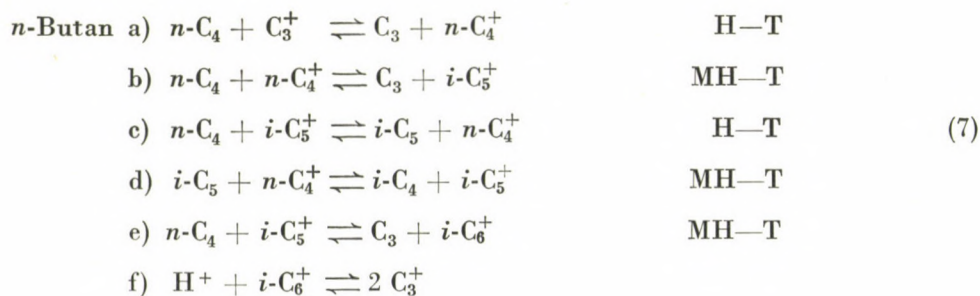 n-Butan a) n-C₄ + C₃⁺ ⇌ C₃ + n-C₄⁺ H—T
b) n-C₄ + n-C₄⁺ ⇌ C₃ + i-C₅⁺ MH—T
c) n-C₄ + i-C₅⁺ ⇌ i-C₅ + n-C₄⁺ H—T (7)
d) i-C₅ + n-C₄⁺ ⇌ i-C₄ + i-C₅⁺ MH—T
e) n-C₄ + i-C₅⁺ ⇌ C₃ + i-C₆⁺ MH—T
f) H⁺ + i-C₆⁺ ⇌ 2 C₃⁺